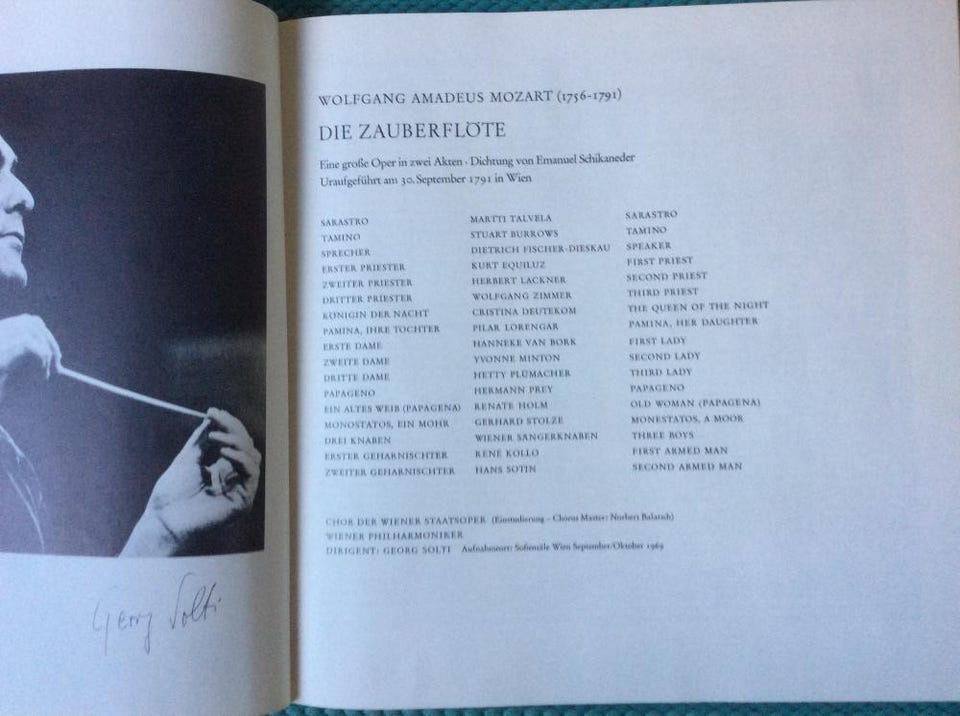 WOLFGANG AMADEUS MOZART (1756-1791)
DIE ZAUBERFLÖTE
Eine große Oper in zwei Akten · Dichtung von Emanuel Schikaneder
Uraufgeführt am 30. September 1791 in Wien
SARASTRO MARTTI TALVELA SARASTRO
TAMINO STUART BURROWS TAMINO
SPRECHER DIETRICH FISCHER-DIESKAU SPEAKER
ERSTER PRIESTER KURT EQUILUZ FIRST PRIEST
ZWEITER PRIESTER HERBERT LACKNER SECOND PRIEST
DRITTER PRIESTER WOLFGANG ZIMMER THIRD PRIEST
KÖNIGIN DER NACHT CRISTINA DEUTEKOM THE QUEEN OF THE NIGHT
PAMINA, IHRE TOCHTER PILAR LORENGAR PAMINA, HER DAUGHTER
ERSTE DAME HANNEKE VAN BORK FIRST LADY
ZWEITE DAME YVONNE MINTON SECOND LADY
DRITTE DAME HETTY PLÜMACHER THIRD LADY
PAPAGENO HERMANN PREY PAPAGENO
EIN ALTES WEIB (PAPAGENA) RENATE HOLM OLD WOMAN (PAPAGENA)
MONOSTATOS, EIN MOHR GERHARD STOLZE MONESTATOS, A MOOR
DREI KNABEN WIENER SÄNGERKNABEN THREE BOYS
ERSTER GEHARNISCHTER RENÉ KOLLO FIRST ARMED MAN
ZWEITER GEHARNISCHTER HANS SOTIN SECOND ARMED MAN
CHOR DER WIENER STAATSOPER (Einstudierung – Chorus Master: Norbert Balatsch)
WIENER PHILHARMONIKER
DIRIGENT: GEORG SOLTI Aufnahmeort: Sofiensäle Wien September/Oktober 1969
Georg Solti